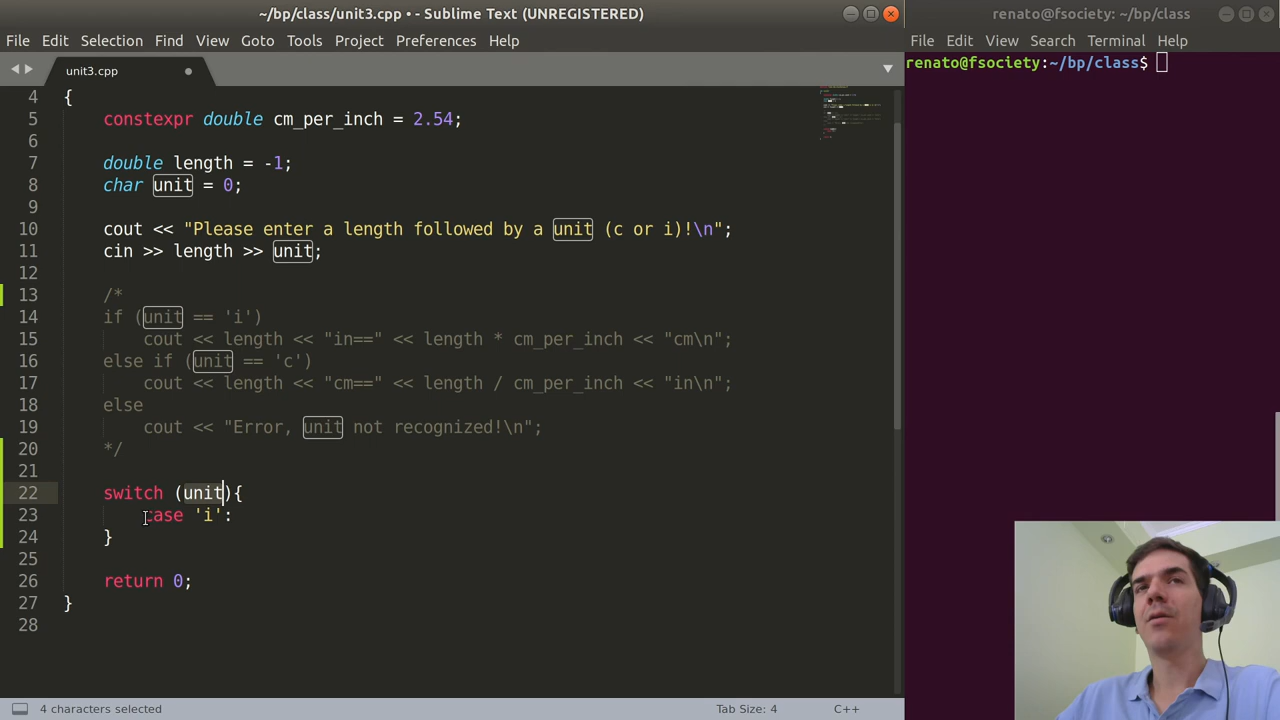 ~/bp/class/unit3.cpp • - Sublime Text (UNREGISTERED)
File Edit Selection Find View Goto Tools Project Preferences Help
unit3.cpp
4 {
5 constexpr double cm_per_inch = 2.54;
6
7 double length = -1;
8 char unit = 0;
9
10 cout << "Please enter a length followed by a unit (c or i)!\n";
11 cin >> length >> unit;
12
13 /*
14 if (unit == 'i')
15 cout << length << "in==" << length * cm_per_inch << "cm\n";
16 else if (unit == 'c')
17 cout << length << "cm==" << length / cm_per_inch << "in\n";
18 else
19 cout << "Error, unit not recognized!\n";
20 */
21
22 switch (unit){
23 case 'i':
24 }
25
26 return 0;
27 }
28
4 characters selected
Tab Size: 4
C++
renato@fsociety: ~/bp/class
File Edit View Search Terminal Help
renato@fsociety:~/bp/class$